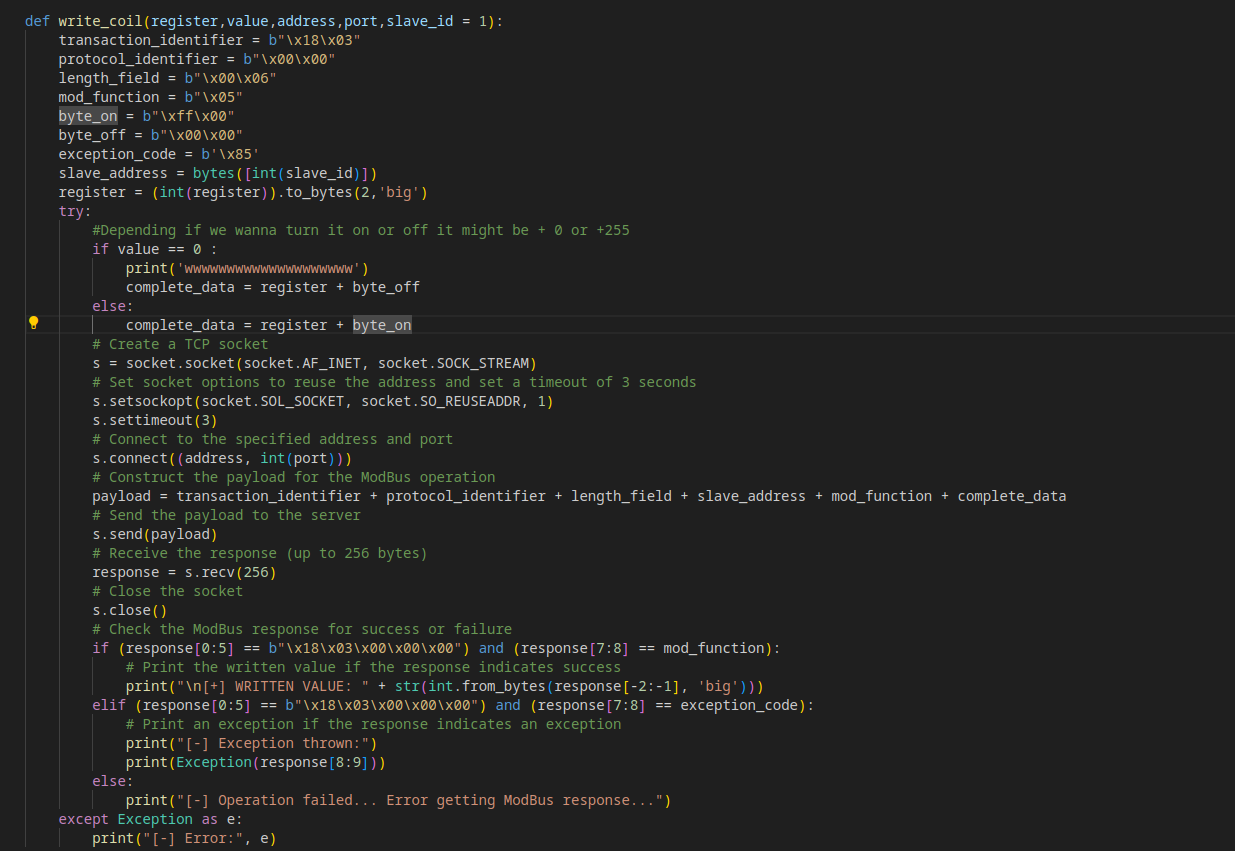 def write_coil(register,value,address,port,slave_id = 1):
    transaction_identifier = b"\x18\x03"
    protocol_identifier = b"\x00\x00"
    length_field = b"\x00\x06"
    mod_function = b"\x05"
    byte_on = b"\xff\x00"
    byte_off = b"\x00\x00"
    exception_code = b'\x85'
    slave_address = bytes([int(slave_id)])
    register = (int(register)).to_bytes(2,'big')
    try:
        #Depending if we wanna turn it on or off it might be + 0 or +255
        if value == 0 :
            print('wwwwwwwwwwwwwwwwwwww')
            complete_data = register + byte_off
        else:
            complete_data = register + byte_on
        # Create a TCP socket
        s = socket.socket(socket.AF_INET, socket.SOCK_STREAM)
        # Set socket options to reuse the address and set a timeout of 3 seconds
        s.setsockopt(socket.SOL_SOCKET, socket.SO_REUSEADDR, 1)
        s.settimeout(3)
        # Connect to the specified address and port
        s.connect((address, int(port)))
        # Construct the payload for the ModBus operation
        payload = transaction_identifier + protocol_identifier + length_field + slave_address + mod_function + complete_data
        # Send the payload to the server
        s.send(payload)
        # Receive the response (up to 256 bytes)
        response = s.recv(256)
        # Close the socket
        s.close()
        # Check the ModBus response for success or failure
        if (response[0:5] == b"\x18\x03\x00\x00\x00") and (response[7:8] == mod_function):
            # Print the written value if the response indicates success
            print("\n[+] WRITTEN VALUE: " + str(int.from_bytes(response[-2:-1], 'big')))
        elif (response[0:5] == b"\x18\x03\x00\x00\x00") and (response[7:8] == exception_code):
            # Print an exception if the response indicates an exception
            print("[-] Exception thrown:")
            print(Exception(response[8:9]))
        else:
            print("[-] Operation failed... Error getting ModBus response...")
    except Exception as e:
        print("[-] Error:", e)